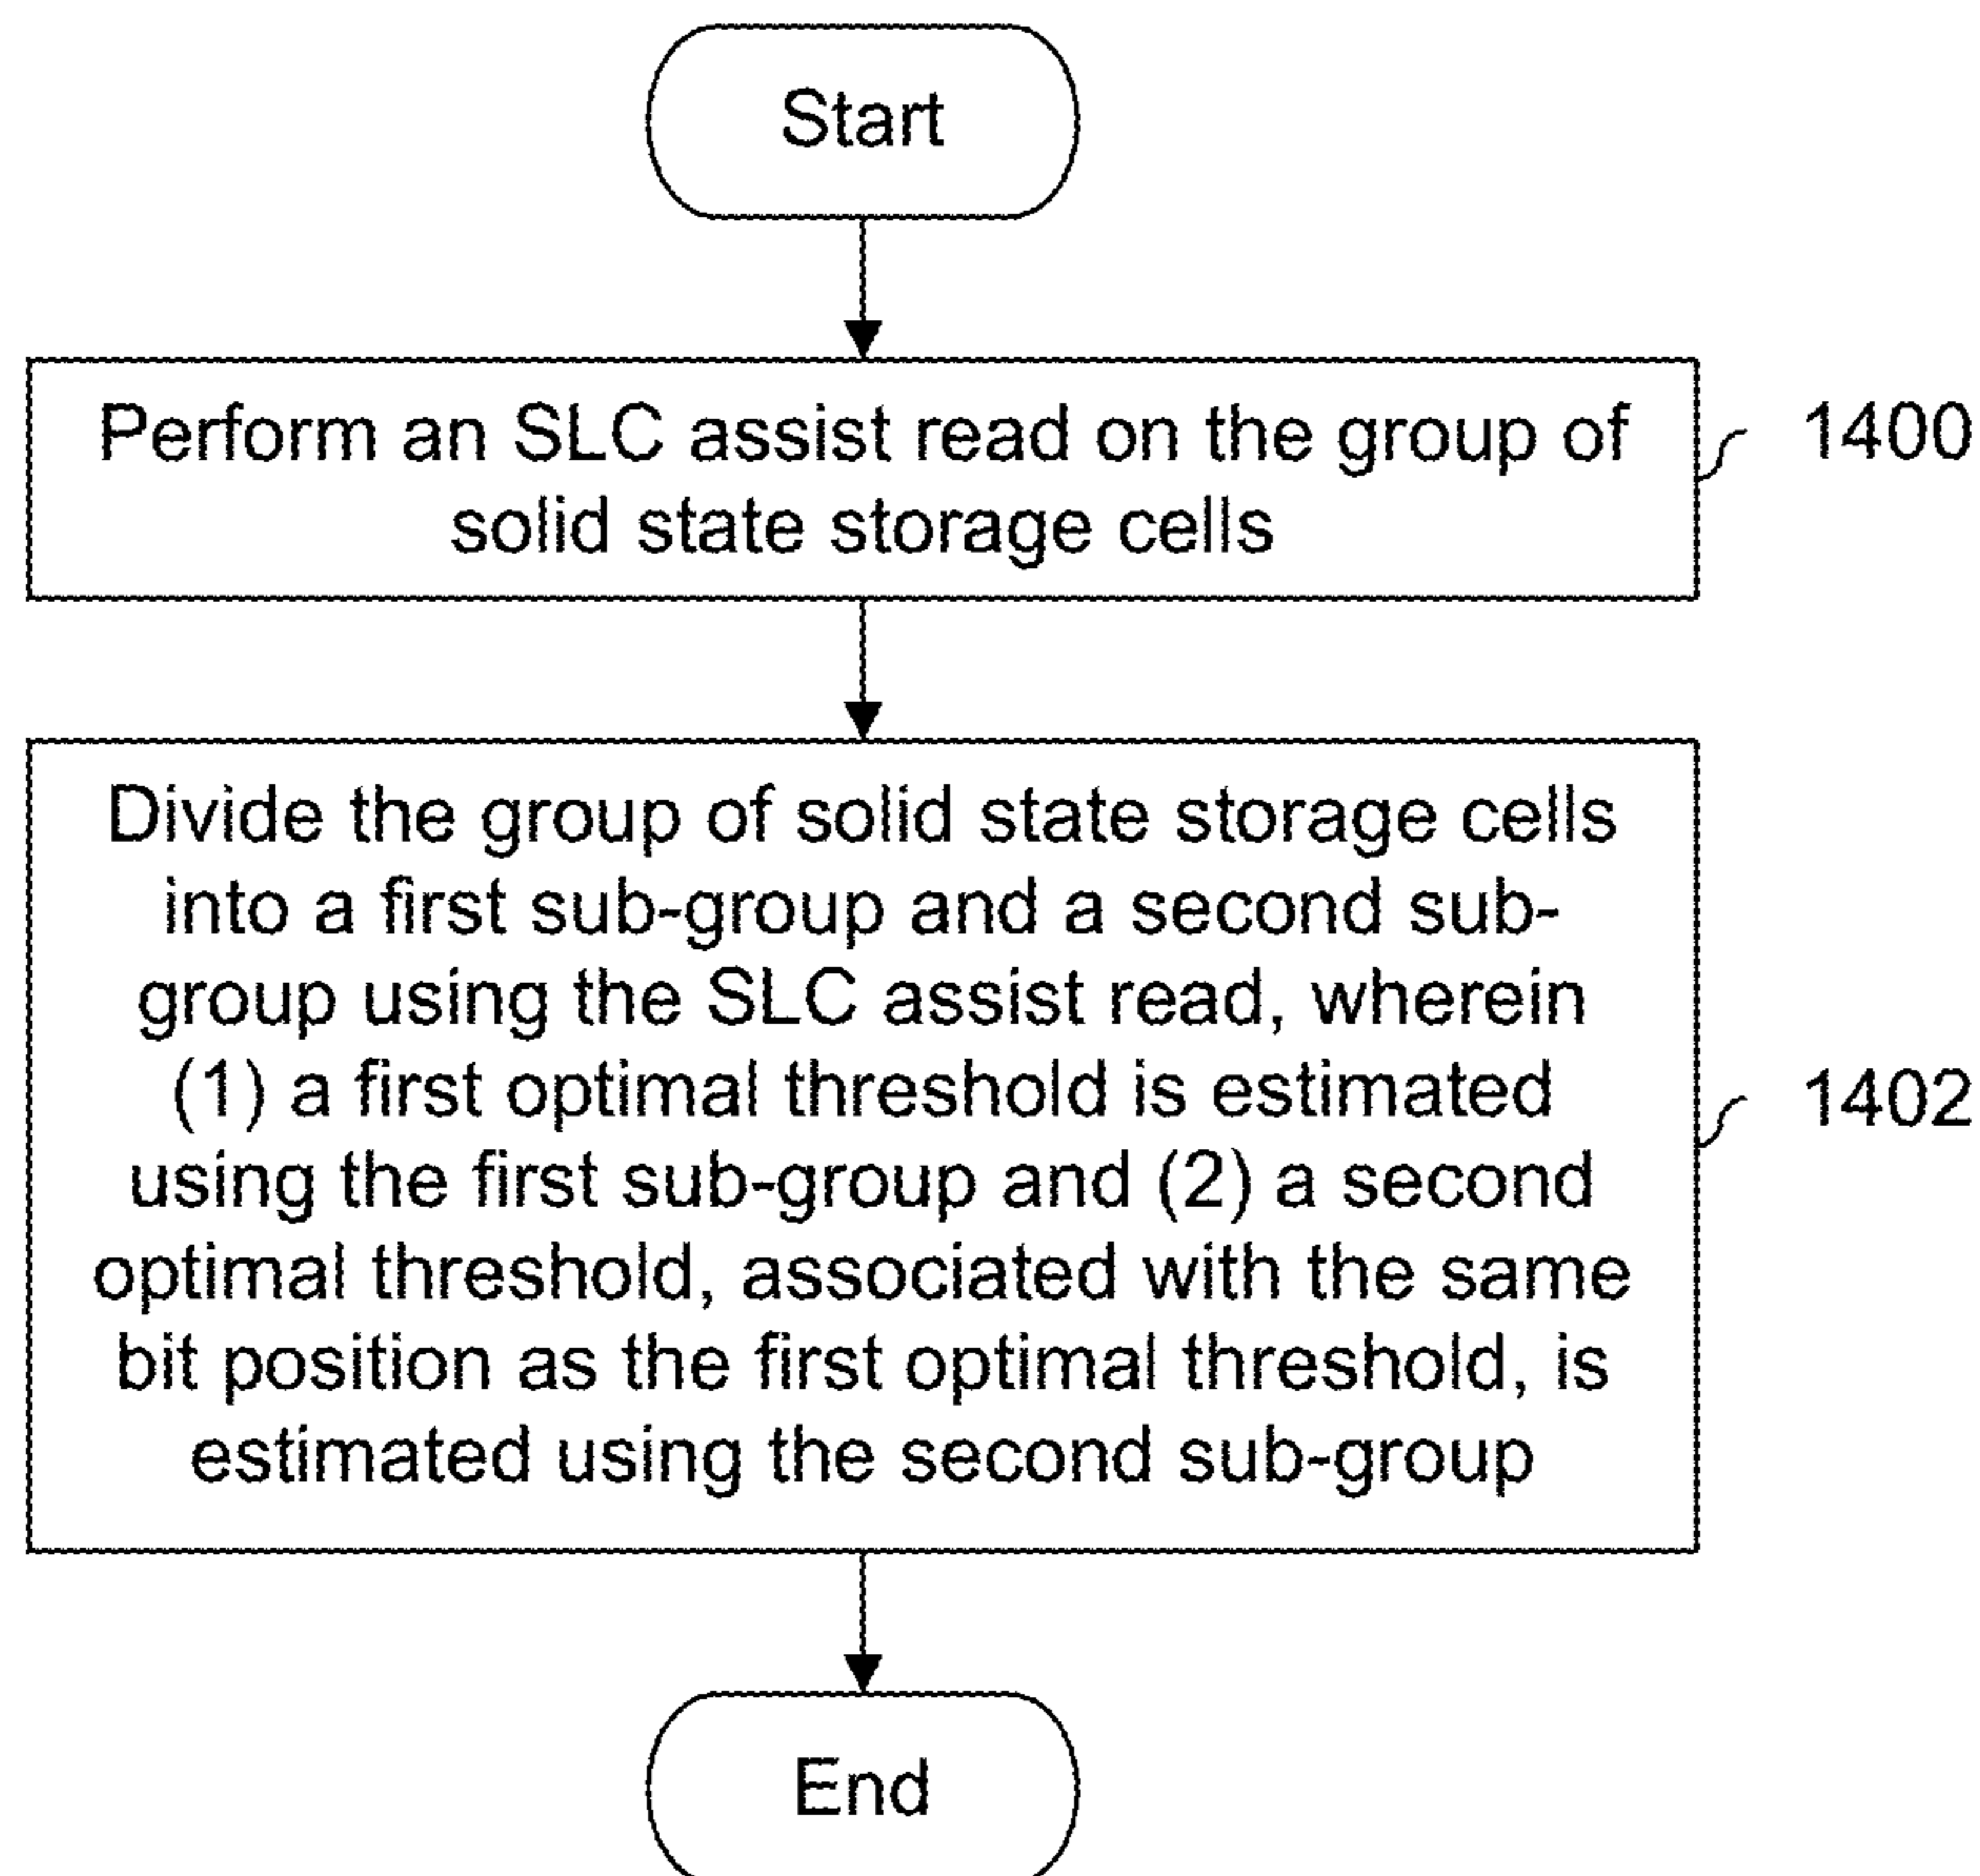 Start
Perform an SLC assist read on the group of
solid state storage cells
1400
Divide the group of solid state storage cells
into a first sub-group and a second sub-
group using the SLC assist read, wherein
(1) a first optimal threshold is estimated
using the first sub-group and (2) a second
optimal threshold, associated with the same
bit position as the first optimal threshold, is
estimated using the second sub-group
1402
End